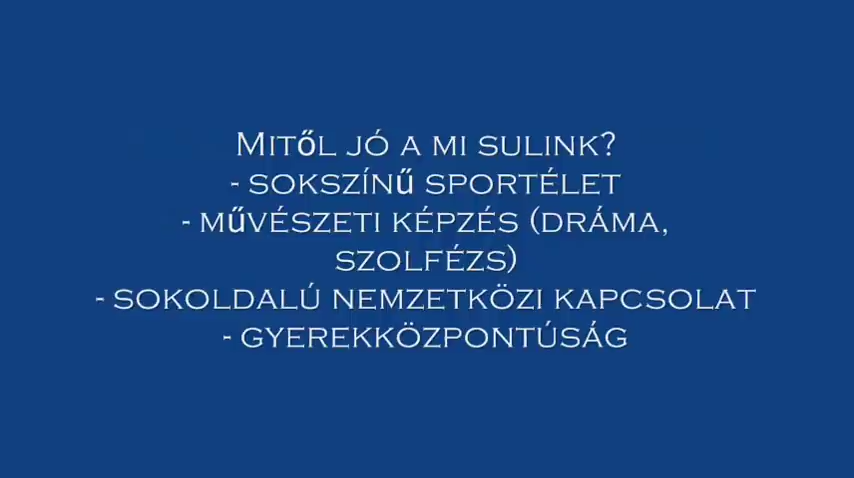 Mitől jó a mi sulink?
- sokszínű sportélet
- művészeti képzés (dráma,
szolfézs)
- sokoldalú nemzetközi kapcsolat
- gyerekközpontúság